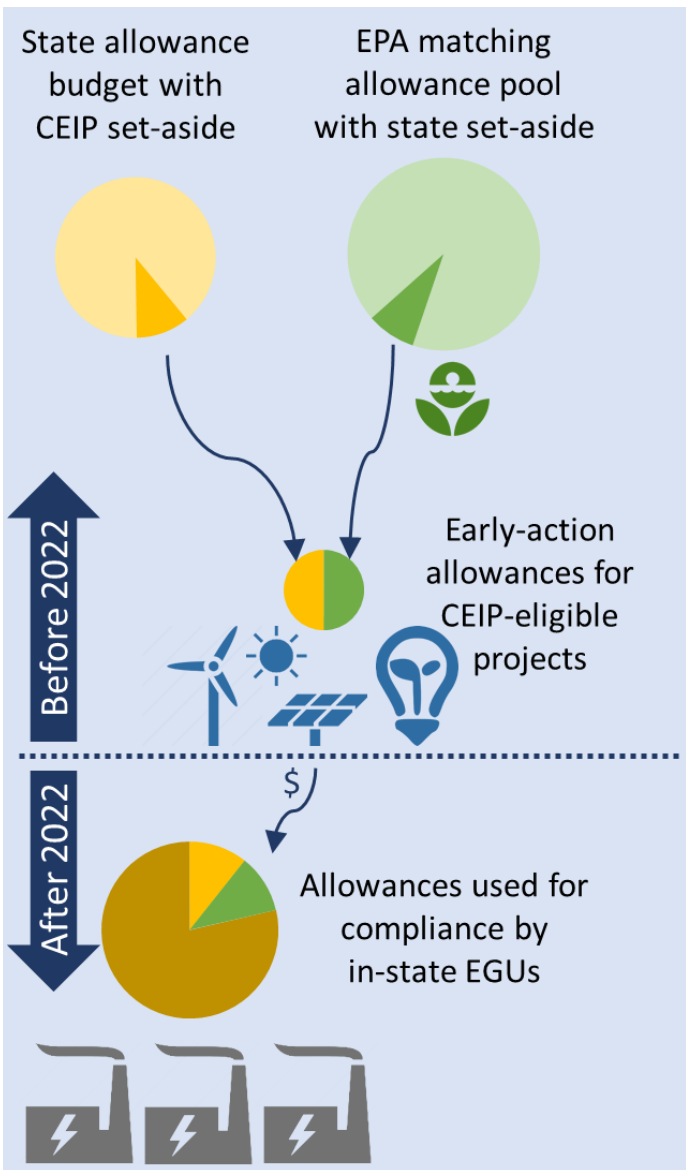 State allowance
budget with
CEIP set-aside
EPA matching
allowance pool
with state set-aside
Before 2022
Early-action
allowances for
CEIP-eligible
projects
After 2022
$
Allowances used for
compliance by
in-state EGUs